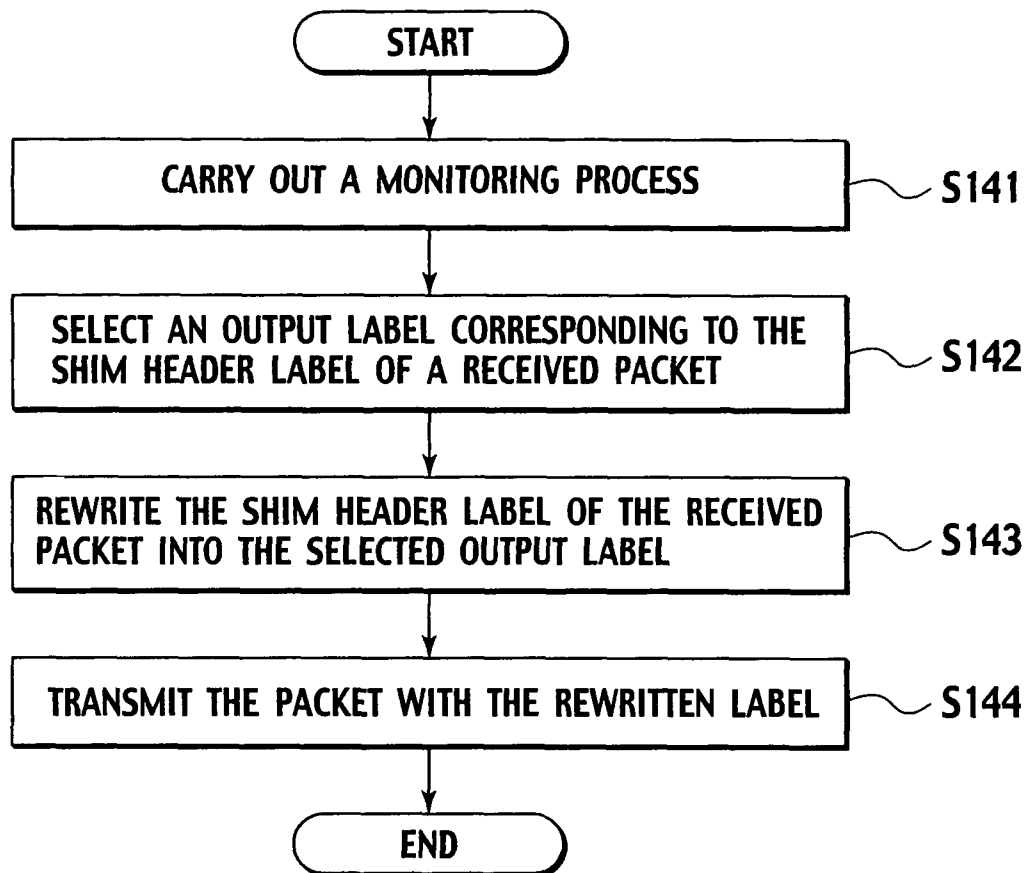 START
CARRY OUT A MONITORING PROCESS
S141
SELECT AN OUTPUT LABEL CORRESPONDING TO THE
SHIM HEADER LABEL OF A RECEIVED PACKET
S142
REWRITE THE SHIM HEADER LABEL OF THE RECEIVED
PACKET INTO THE SELECTED OUTPUT LABEL
S143
TRANSMIT THE PACKET WITH THE REWRITTEN LABEL
S144
END